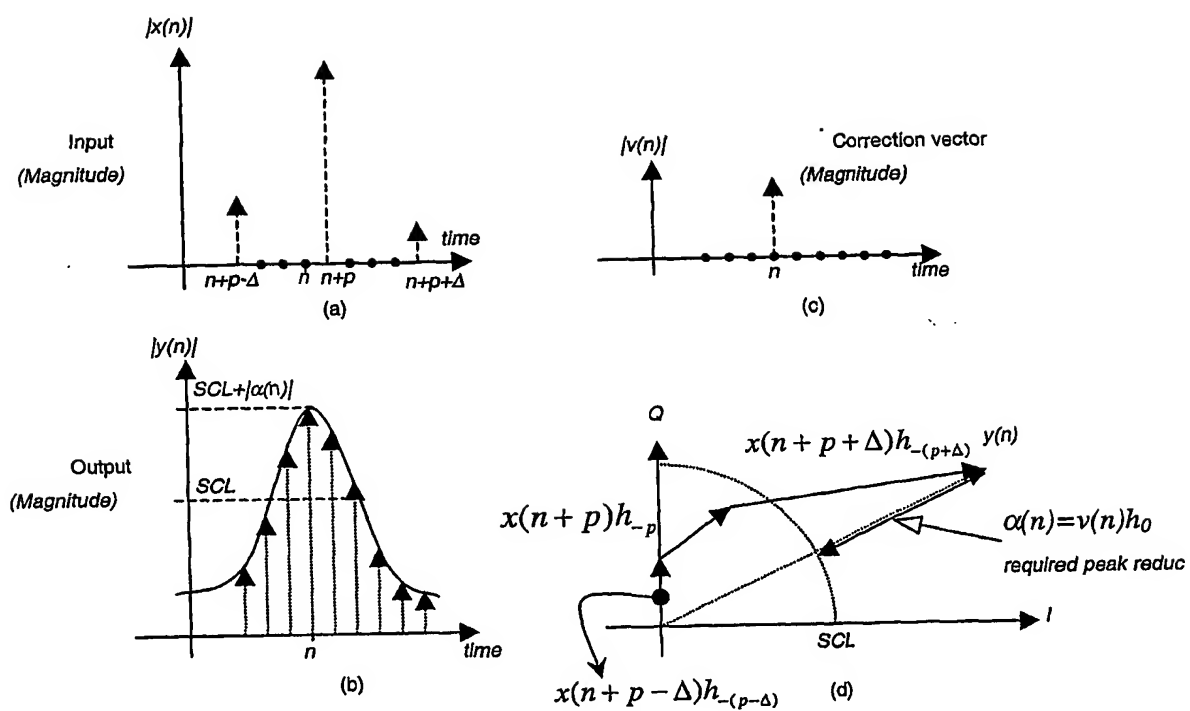 |x(n)|
Input
(Magnitude)
time
n+p-Δ
n
n+p
n+p+Δ
(a)
|v(n)|
Correction vector
(Magnitude)
n
time
(c)
|y(n)|
SCL+|α(n)|
SCL
Output
(Magnitude)
n
time
(b)
Q
x(n + p + Δ)h₋₍ₚ₊Δ₎ y(n)
x(n + p)h₋ₚ
α(n)=v(n)h₀
required peak reduc
I
SCL
x(n + p − Δ)h₋₍ₚ₋Δ₎
(d)